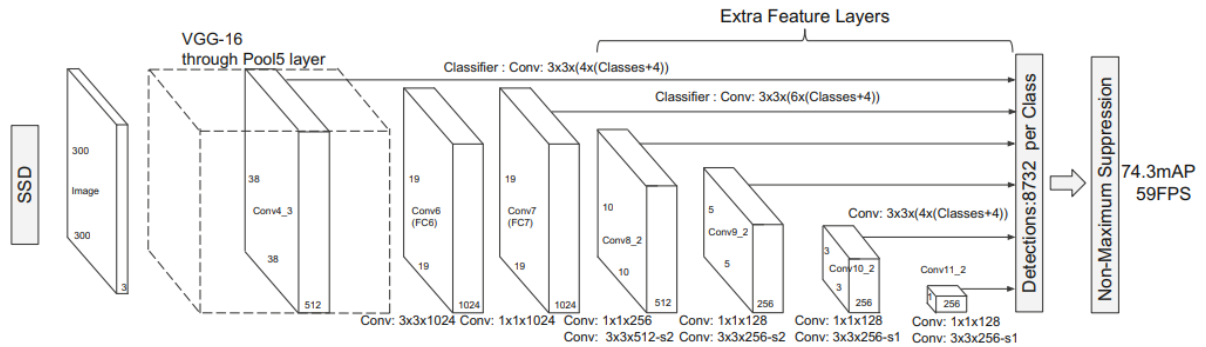 Extra Feature Layers
VGG-16
through Pool5 layer
Classifier : Conv: 3x3x(4x(Classes+4))
Classifier : Conv: 3x3x(6x(Classes+4))
SSD
300
Image
300
3
38
Conv4_3
38
512
19
Conv6
(FC6)
19
1024
19
Conv7
(FC7)
19
1024
10
Conv8_2
10
512
5
Conv9_2
5
256
Conv: 3x3x(4x(Classes+4))
3
Conv10_2
3
256
Conv11_2
1
256
Detections:8732 per Class
Non-Maximum Suppression
74.3mAP
59FPS
Conv: 3x3x1024
Conv: 1x1x1024
Conv: 1x1x256
Conv: 3x3x512-s2
Conv: 1x1x128
Conv: 3x3x256-s2
Conv: 1x1x128
Conv: 3x3x256-s1
Conv: 1x1x128
Conv: 3x3x256-s1